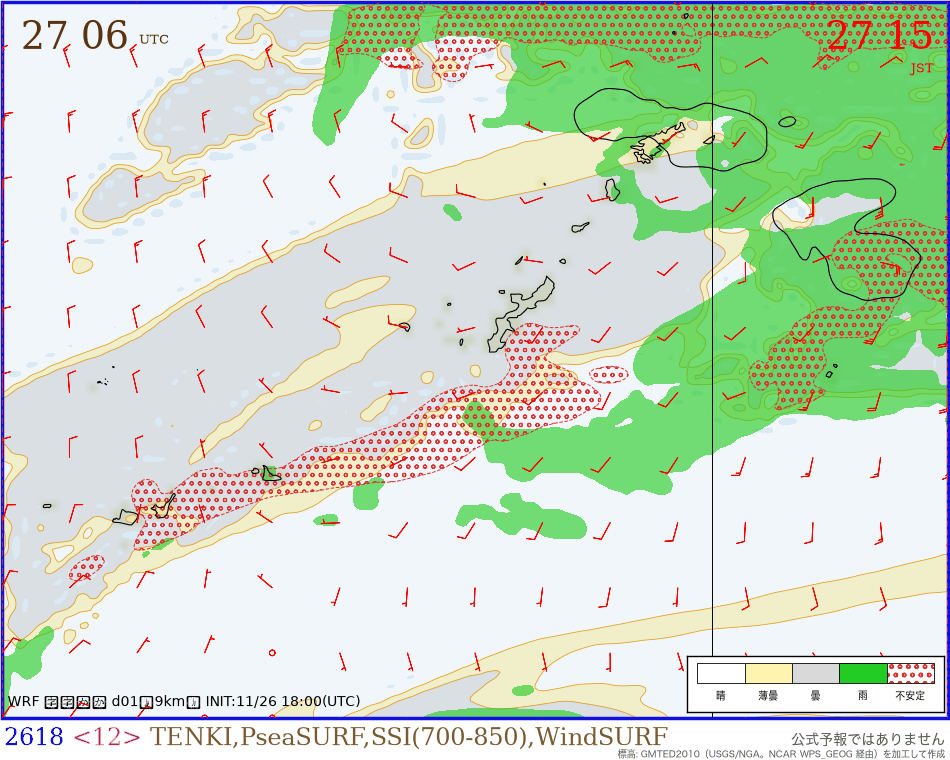 27 06 UTC
27 15
JST
晴 薄曇 曇 雨 不安定
WRF d01 9km INIT:11/26 18:00(UTC)
2618 <12> TENKI,PseaSURF,SSI(700-850),WindSURF
公式予報ではありません
標高: GMTED2010（USGS/NGA。NCAR WPS_GEOG 経由）を加工して作成